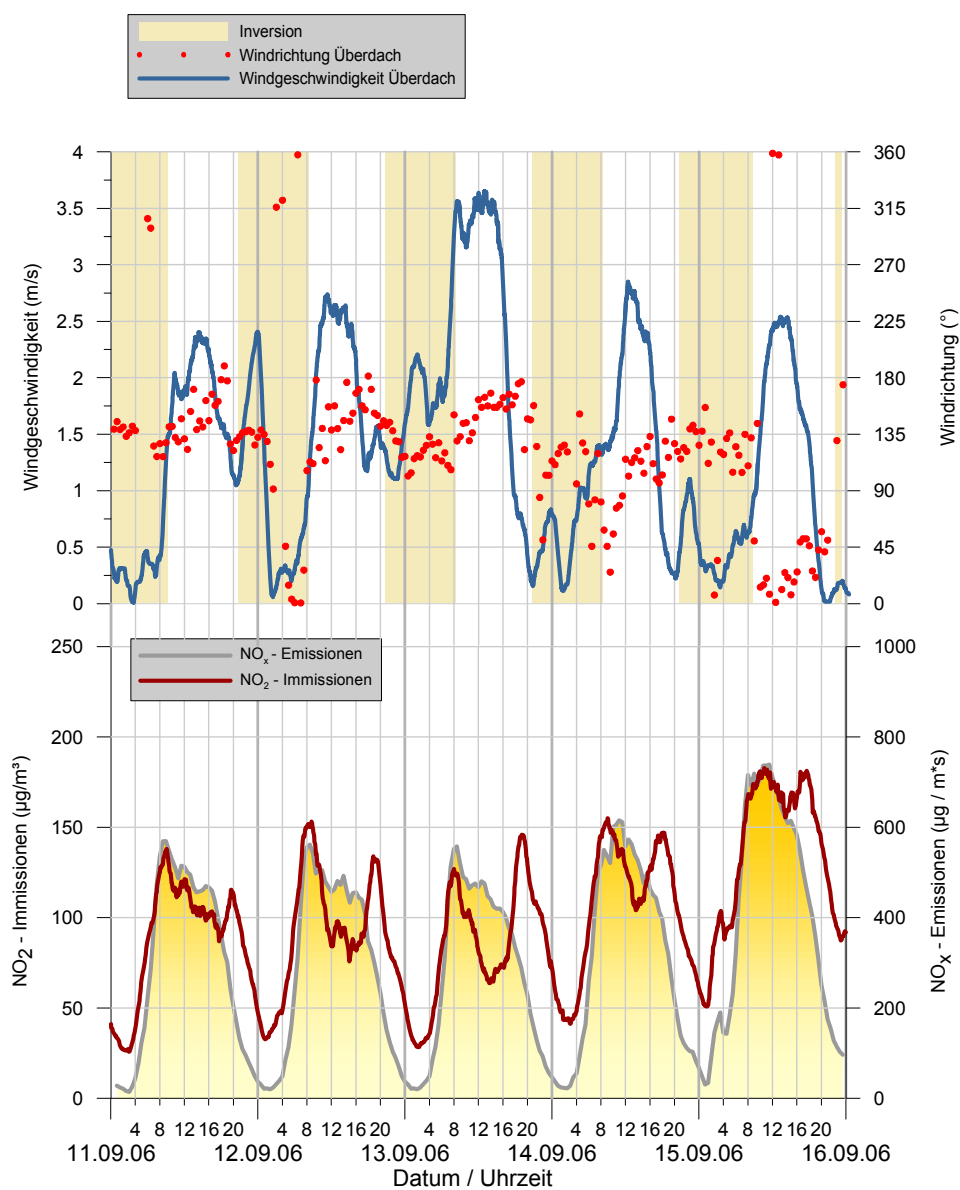 Inversion
Windrichtung Überdach
Windgeschwindigkeit Überdach
4 360
3.5 315
3 270
2.5 225
2 180
1.5 135
1 90
0.5 45
0 0
Windgeschwindigkeit (m/s)
Windrichtung (°)
NOx - Emissionen
NO2 - Immissionen
250 1000
200 800
150 600
100 400
50 200
0 0
NO2 - Immissionen (µg/m³)
NOX - Emissionen (µg / m*s)
4 8 12 16 20 4 8 12 16 20 4 8 12 16 20 4 8 12 16 20 4 8 12 16 20
11.09.06 12.09.06 13.09.06 14.09.06 15.09.06 16.09.06
Datum / Uhrzeit